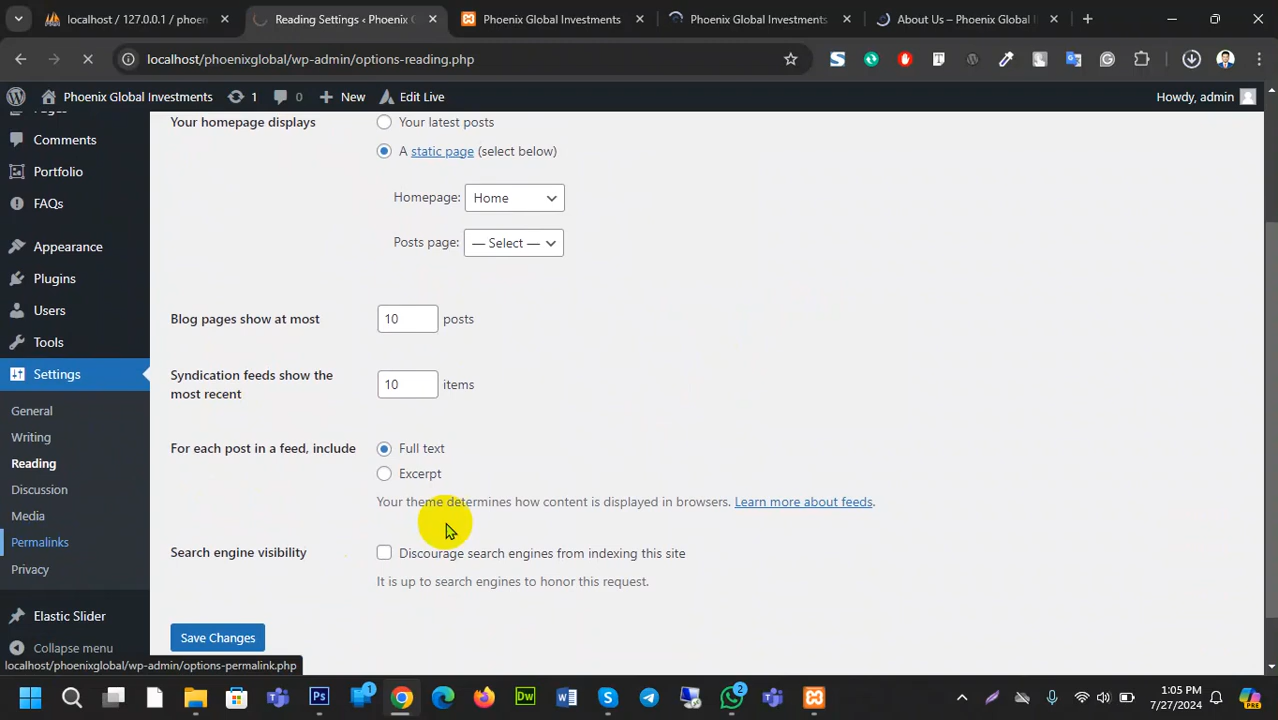 localhost / 127.0.0.1 / phoeni
Reading Settings ‹ Phoenix G
Phoenix Global Investments
Phoenix Global Investments
About Us – Phoenix Global I
localhost/phoenixglobal/wp-admin/options-reading.php
Phoenix Global Investments 1 0 New Edit Live Howdy, admin
Comments
Portfolio
FAQs
Appearance
Plugins
Users
Tools
Settings
General
Writing
Reading
Discussion
Media
Permalinks
Privacy
Elastic Slider
Collapse menu
Your homepage displays
Your latest posts
A static page (select below)
Homepage: Home
Posts page: — Select —
Blog pages show at most 10 posts
Syndication feeds show the most recent 10 items
For each post in a feed, include
Full text
Excerpt
Your theme determines how content is displayed in browsers. Learn more about feeds.
Search engine visibility
Discourage search engines from indexing this site
It is up to search engines to honor this request.
Save Changes
localhost/phoenixglobal/wp-admin/options-permalink.php
Ps
1
Dw
2
1:05 PM
7/27/2024
PRE